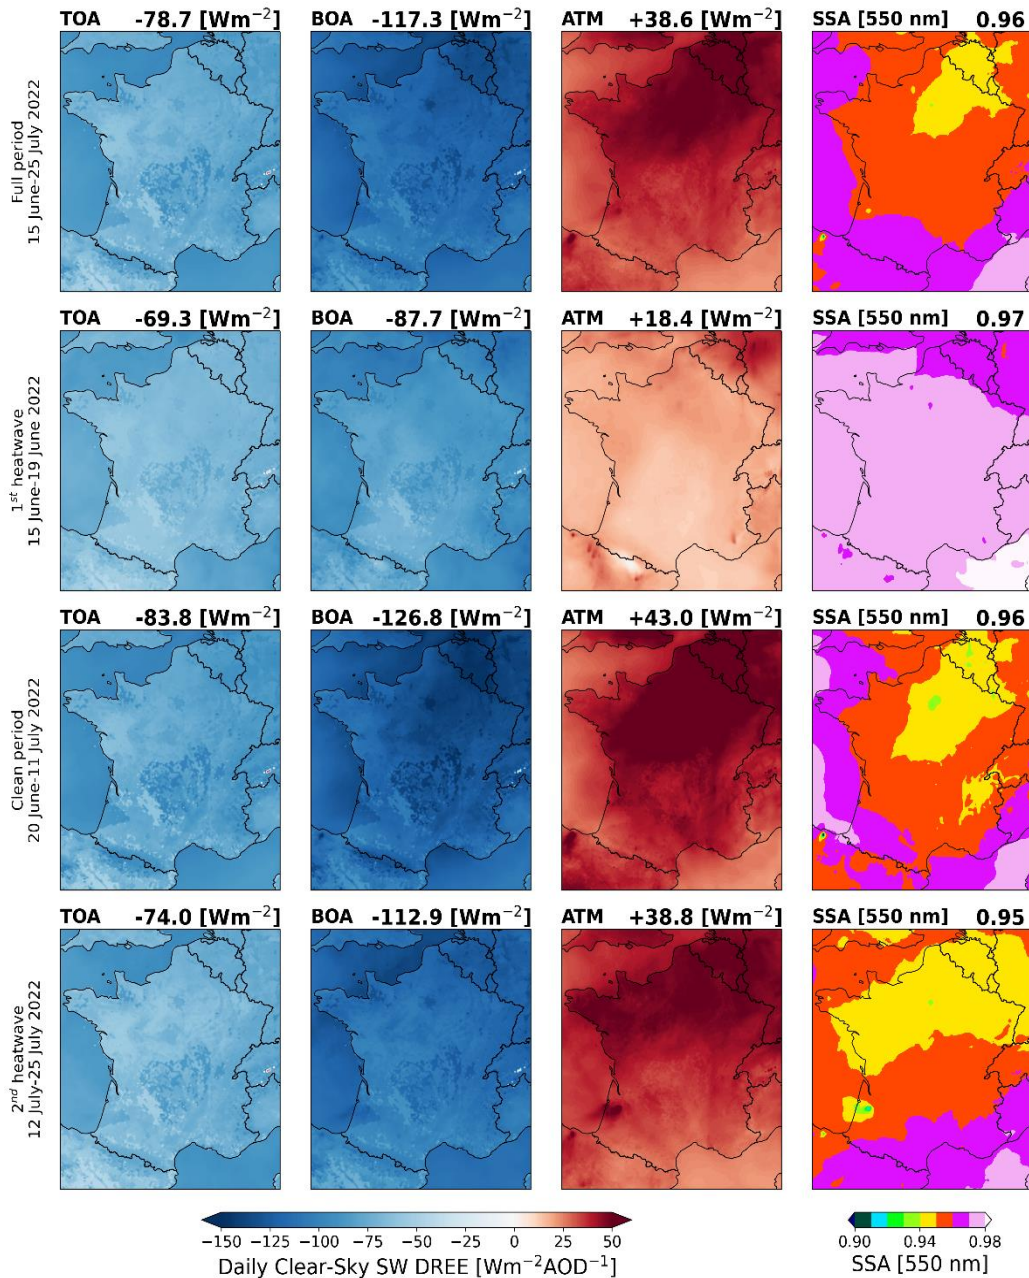 TOA -78.7 [Wm⁻²] BOA -117.3 [Wm⁻²] ATM +38.6 [Wm⁻²] SSA [550 nm] 0.96
Full period
15 June-25 July 2022
TOA -69.3 [Wm⁻²] BOA -87.7 [Wm⁻²] ATM +18.4 [Wm⁻²] SSA [550 nm] 0.97
1ˢᵗ heatwave
15 June-19 June 2022
TOA -83.8 [Wm⁻²] BOA -126.8 [Wm⁻²] ATM +43.0 [Wm⁻²] SSA [550 nm] 0.96
Clean period
20 June-11 July 2022
TOA -74.0 [Wm⁻²] BOA -112.9 [Wm⁻²] ATM +38.8 [Wm⁻²] SSA [550 nm] 0.95
2ⁿᵈ heatwave
12 July-25 July 2022
−150 −125 −100 −75 −50 −25 0 25 50
Daily Clear-Sky SW DREE [Wm⁻²AOD⁻¹]
0.90 0.94 0.98
SSA [550 nm]